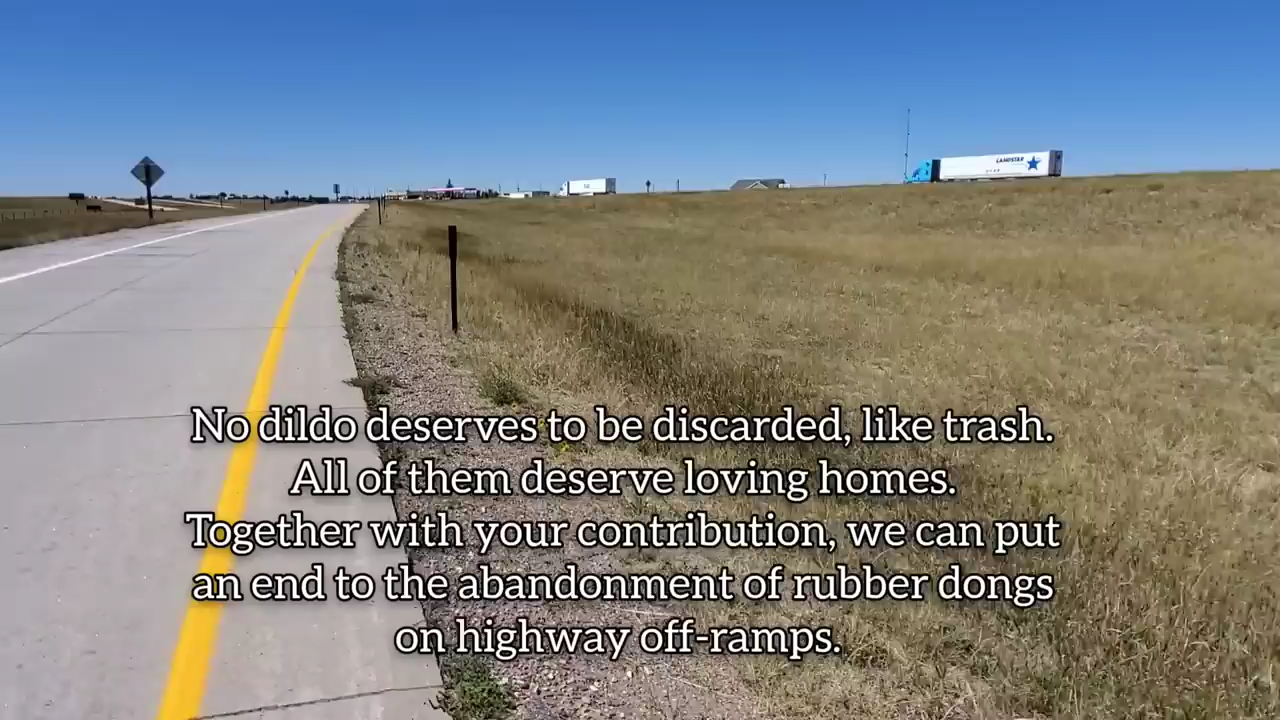 LANDSTAR
No dildo deserves to be discarded, like trash.
All of them deserve loving homes.
Together with your contribution, we can put
an end to the abandonment of rubber dongs
on highway off-ramps.